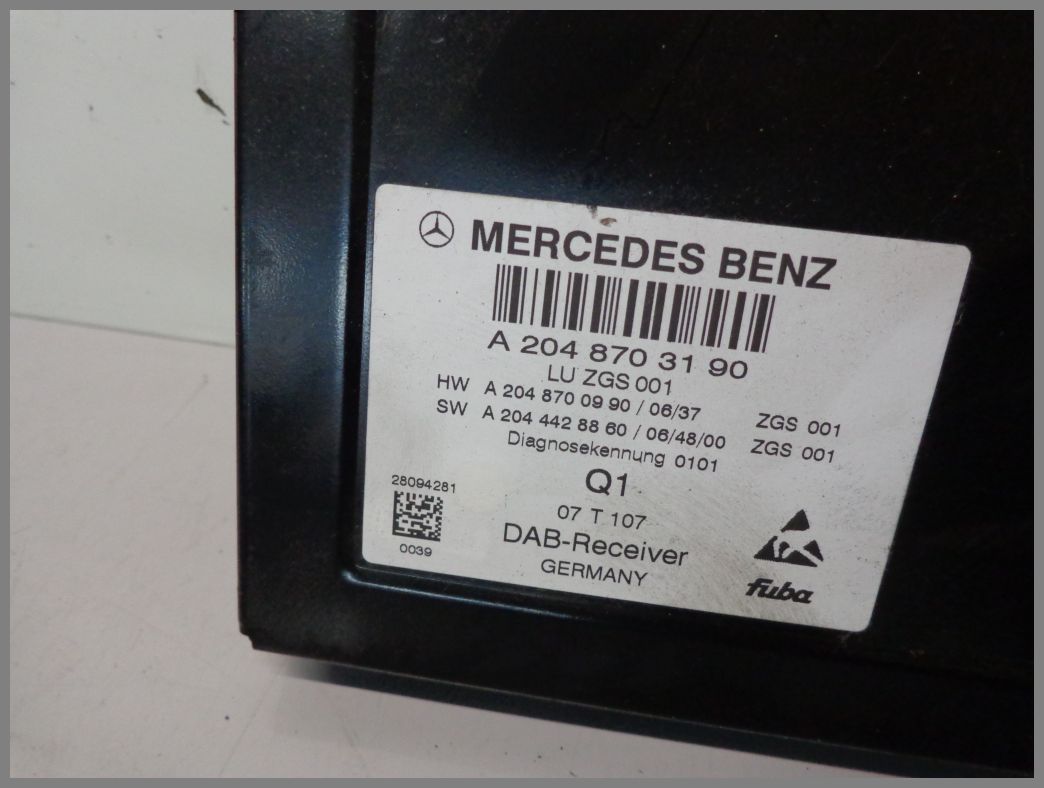 MERCEDES BENZ
A 204 870 31 90
LU ZGS 001
HW A 204 870 09 90 / 06/37 ZGS 001
SW A 204 442 88 60 / 06/48/00 ZGS 001
Diagnosekennung 0101
Q1
28094281
07 T 107
0039
DAB-Receiver
GERMANY
fuba